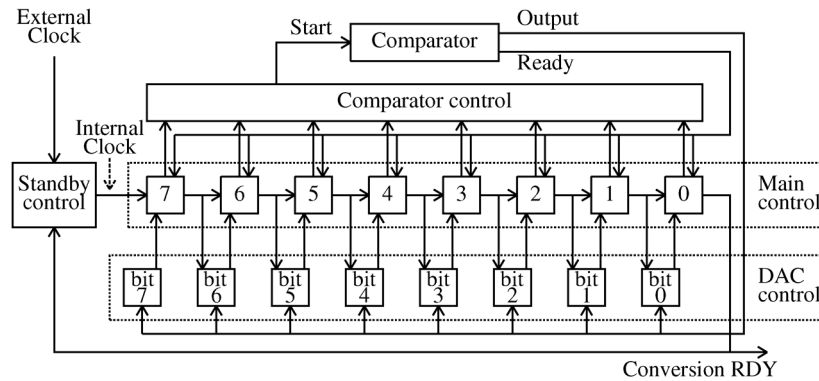 External
Clock
Start
Comparator
Output
Ready
Comparator control
Internal
Clock
Standby
control
7
6
5
4
3
2
1
0
Main
control
bit
7
bit
6
bit
5
bit
4
bit
3
bit
2
bit
1
bit
0
DAC
control
Conversion RDY